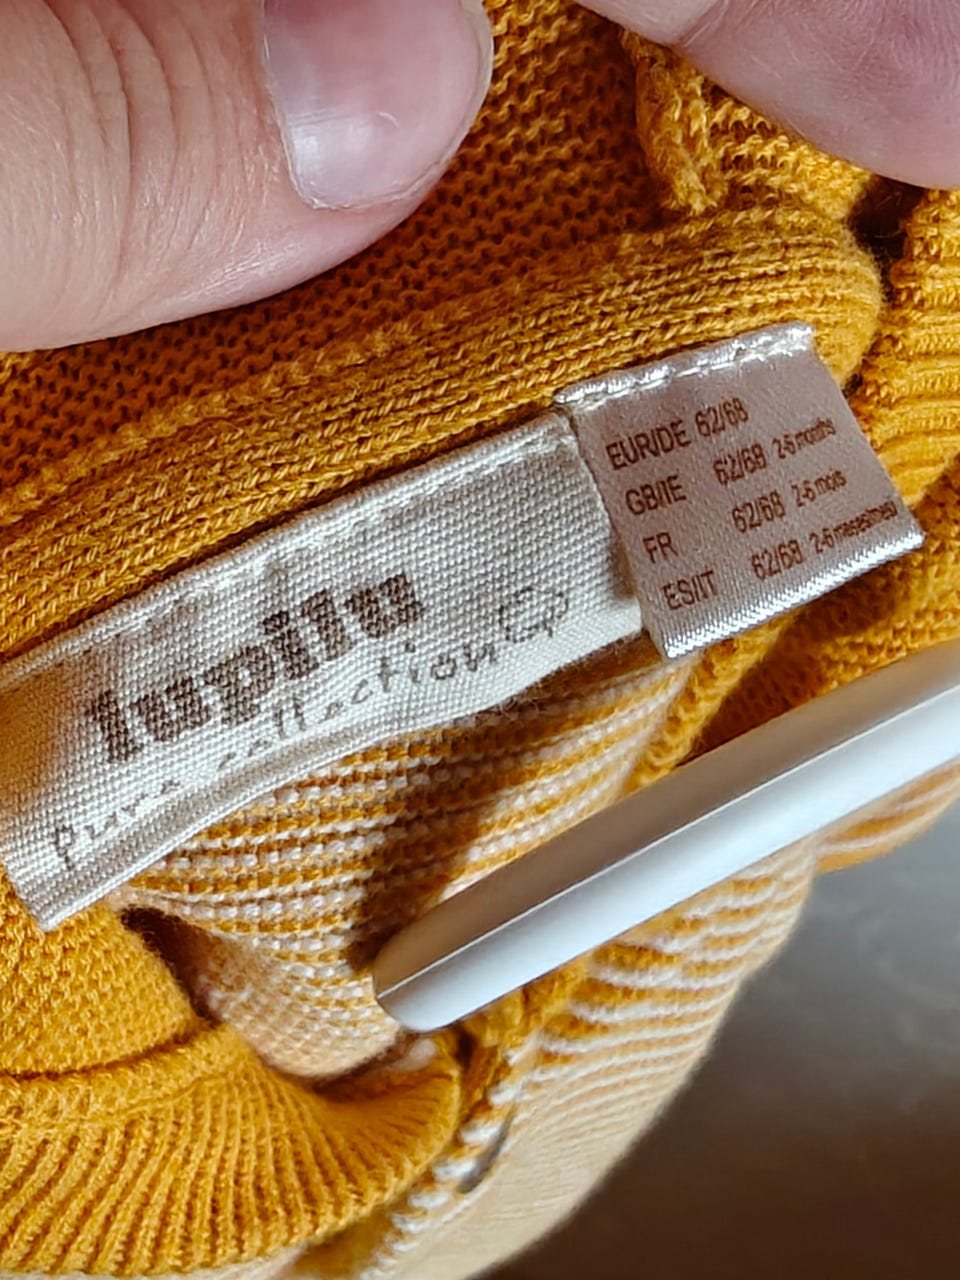 lupilu
pure collection
EUR/DE 62/68
GB/IE 62/68 2-6 months
FR 62/68 2-6 mois
ES/IT 62/68 2-6 meses/mesi